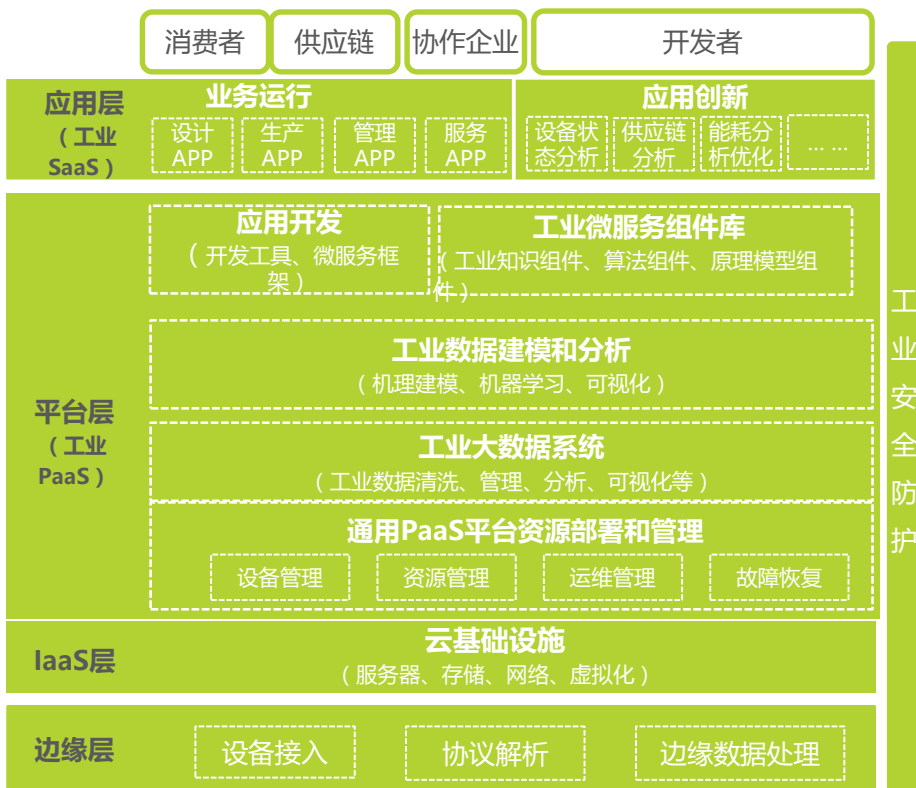 消费者
供应链
协作企业
开发者
应用层
（工业
SaaS）
业务运行
设计
APP
生产
APP
管理
APP
服务
APP
应用创新
设备状
态分析
供应链
分析
能耗分
析优化
... ...
平台层
（工业
PaaS）
应用开发
（开发工具、微服务框
架）
工业微服务组件库
（工业知识组件、算法组件、原理模型组
件）
工业数据建模和分析
（机理建模、机器学习、可视化）
工业大数据系统
（工业数据清洗、管理、分析、可视化等）
通用PaaS平台资源部署和管理
设备管理
资源管理
运维管理
故障恢复
IaaS层
云基础设施
（服务器、存储、网络、虚拟化）
边缘层
设备接入
协议解析
边缘数据处理
工
业
安
全
防
护